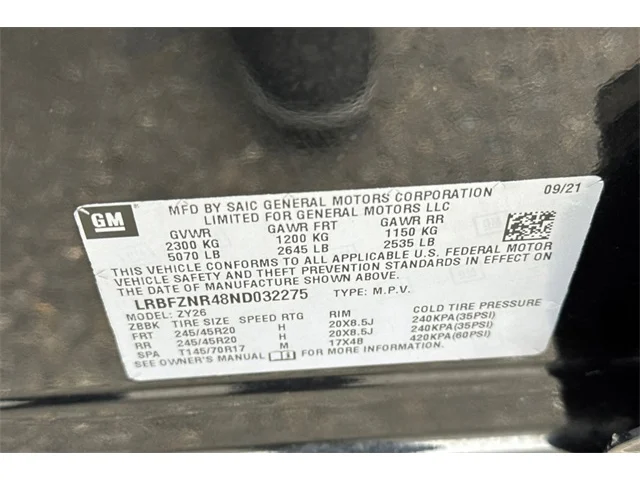 GM
MFD BY SAIC GENERAL MOTORS CORPORATION 09/21
LIMITED FOR GENERAL MOTORS LLC
GVWR GAWR FRT GAWR RR
2300 KG 1200 KG 1150 KG
5070 LB 2645 LB 2535 LB
THIS VEHICLE CONFORMS TO ALL APPLICABLE U.S. FEDERAL MOTOR
VEHICLE SAFETY AND THEFT PREVENTION STANDARDS IN EFFECT ON
THE DATE OF MANUFACTURE SHOWN ABOVE.
LRBFZNR48ND032275 TYPE: M.P.V.
MODEL: ZY26
ZBBK TIRE SIZE SPEED RTG RIM COLD TIRE PRESSURE
FRT 245/45R20 H 20X8.5J 240KPA(35PSI)
RR 245/45R20 H 20X8.5J 240KPA(35PSI)
SPA T145/70R17 M 17X4B 420KPA(60PSI)
SEE OWNER'S MANUAL FOR MORE INFORMATION.